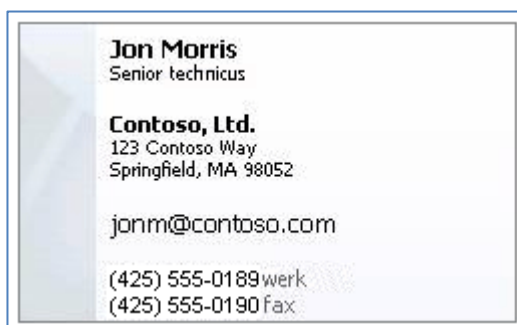 Jon Morris
Senior technicus
Contoso, Ltd.
123 Contoso Way
Springfield, MA 98052
jonm@contoso.com
(425) 555-0189 werk
(425) 555-0190 fax